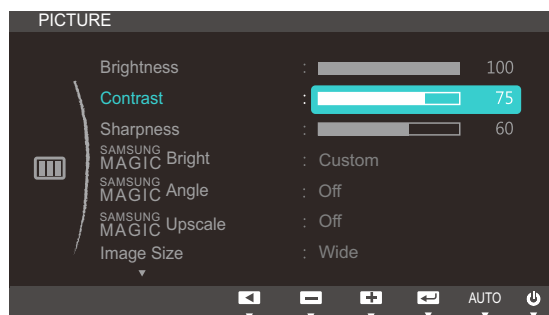 PICTURE
Brightness : 100
Contrast : 75
Sharpness : 60
SAMSUNG MAGIC Bright : Custom
SAMSUNG MAGIC Angle : Off
SAMSUNG MAGIC Upscale : Off
Image Size : Wide
AUTO